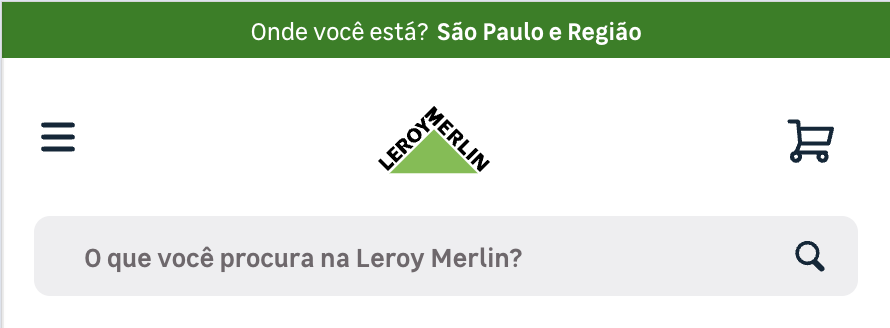 Onde você está? São Paulo e Região
LEROY MERLIN
O que você procura na Leroy Merlin?